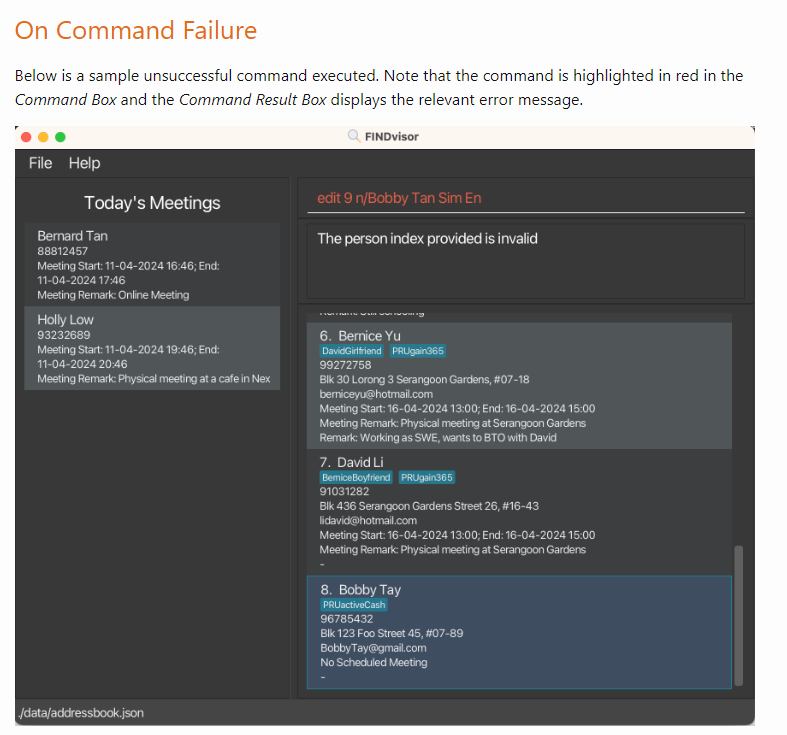 On Command Failure
Below is a sample unsuccessful command executed. Note that the command is highlighted in red in the
Command Box and the Command Result Box displays the relevant error message.
FINDvisor
File Help
Today's Meetings
Bernard Tan
88812457
Meeting Start: 11-04-2024 16:46; End:
11-04-2024 17:46
Meeting Remark: Online Meeting
Holly Low
93232689
Meeting Start: 11-04-2024 19:46; End:
11-04-2024 20:46
Meeting Remark: Physical meeting at a cafe in Nex
edit 9 n/Bobby Tan Sim En
The person index provided is invalid
Remark: Still schooling
6. Bernice Yu
DavidGirlfriend PRUgain365
99272758
Blk 30 Lorong 3 Serangoon Gardens, #07-18
berniceyu@hotmail.com
Meeting Start: 16-04-2024 13:00; End: 16-04-2024 15:00
Meeting Remark: Physical meeting at Serangoon Gardens
Remark: Working as SWE, wants to BTO with David
7. David Li
BerniceBoyfriend PRUgain365
91031282
Blk 436 Serangoon Gardens Street 26, #16-43
lidavid@hotmail.com
Meeting Start: 16-04-2024 13:00; End: 16-04-2024 15:00
Meeting Remark: Physical meeting at Serangoon Gardens
-
8. Bobby Tay
PRUactiveCash
96785432
Blk 123 Foo Street 45, #07-89
BobbyTay@gmail.com
No Scheduled Meeting
-
./data/addressbook.json